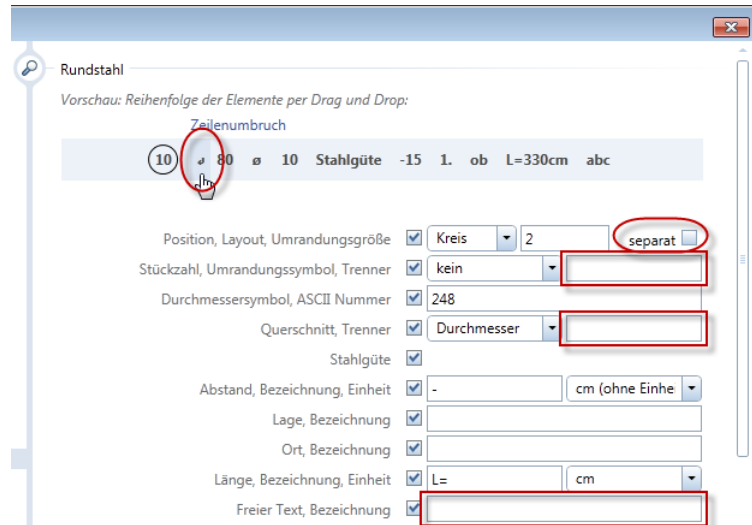 Rundstahl
Vorschau: Reihenfolge der Elemente per Drag und Drop:
Zeilenumbruch
10 ↲ 80 ø 10 Stahlgüte -15 1. ob L=330cm abc
Position, Layout, Umrandungsgröße Kreis 2 separat
Stückzahl, Umrandungssymbol, Trenner kein
Durchmessersymbol, ASCII Nummer 248
Querschnitt, Trenner Durchmesser
Stahlgüte
Abstand, Bezeichnung, Einheit - cm (ohne Einhe
Lage, Bezeichnung
Ort, Bezeichnung
Länge, Bezeichnung, Einheit L= cm
Freier Text, Bezeichnung